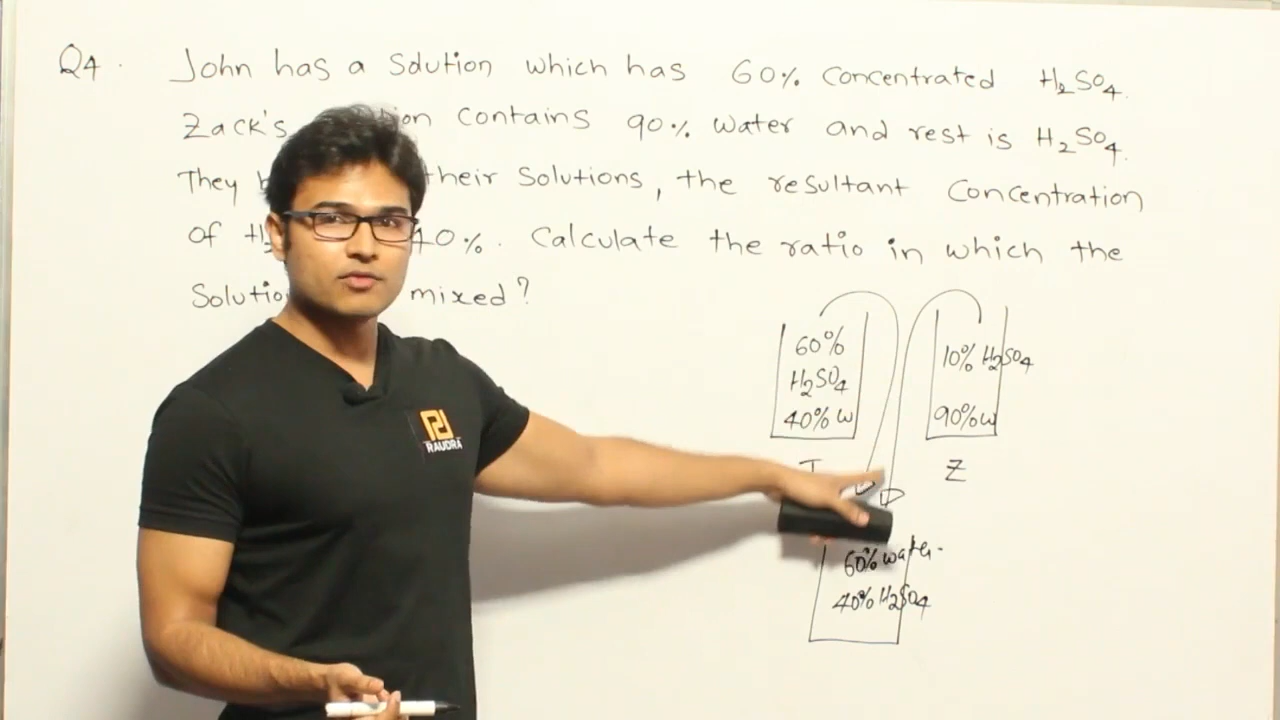 Q4. John has a solution which has 60% concentrated H2SO4.
Zack's contains 90% water and rest is H2SO4.
They their solutions, the resultant concentration
of 40%. Calculate the ratio in which the
mixed?
60%
H2SO4
40% W
10% H2SO4
90% W
Z
60% water.
40% H2SO4
RAUDRA